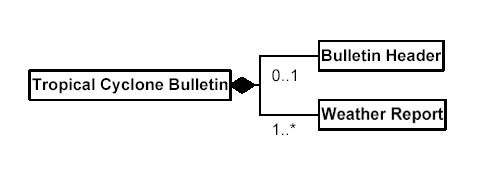 Bulletin Header
0..1
Tropical Cyclone Bulletin
Weather Report
1..*